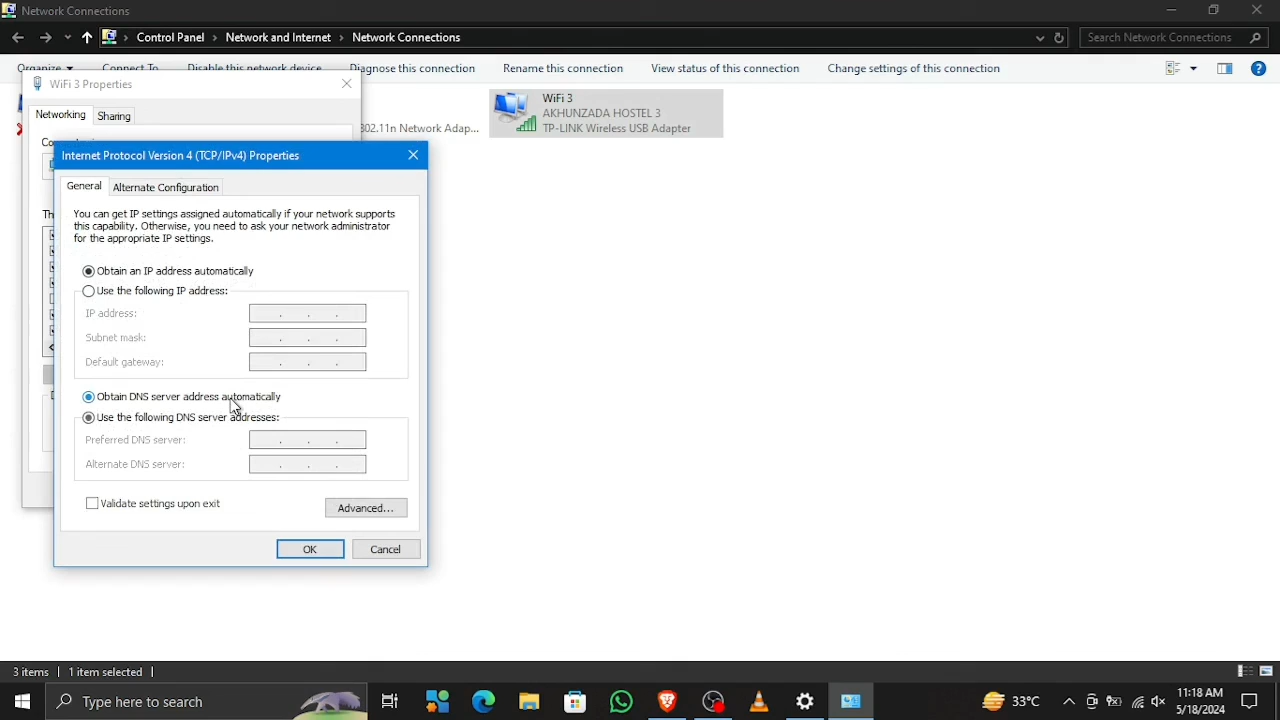 Network Connections
Control Panel > Network and Internet > Network Connections
Search Network Connections
Organize Connect To Disable this network device Diagnose this connection Rename this connection View status of this connection Change settings of this connection
WiFi 3 Properties
WiFi 3
AKHUNZADA HOSTEL 3
TP-LINK Wireless USB Adapter
802.11n Network Adap...
Networking Sharing
Internet Protocol Version 4 (TCP/IPv4) Properties
General Alternate Configuration
You can get IP settings assigned automatically if your network supports
this capability. Otherwise, you need to ask your network administrator
for the appropriate IP settings.
Obtain an IP address automatically
Use the following IP address:
IP address:
Subnet mask:
Default gateway:
Obtain DNS server address automatically
Use the following DNS server addresses:
Preferred DNS server:
Alternate DNS server:
Validate settings upon exit
Advanced...
OK Cancel
3 items 1 item selected
Type here to search
33°C
11:18 AM
5/18/2024